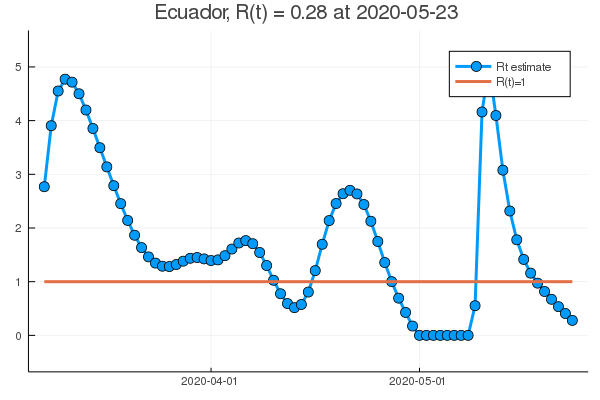 Ecuador, R(t) = 0.28 at 2020-05-23
Rt estimate
R(t)=1
5
4
3
2
1
0
2020-04-01
2020-05-01